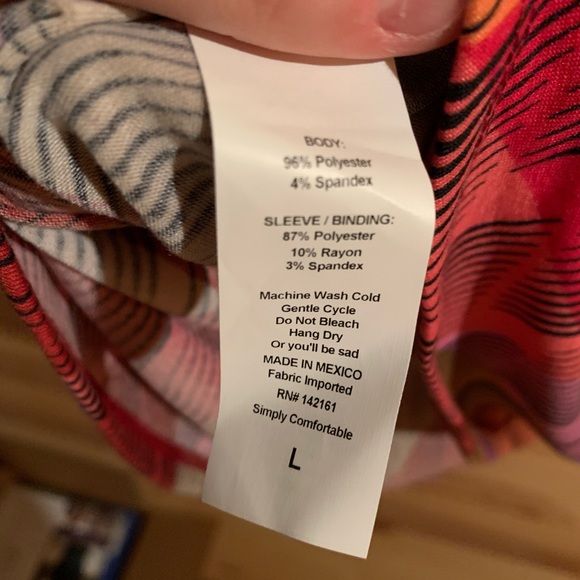 BODY:
96% Polyester
4% Spandex
SLEEVE / BINDING:
87% Polyester
10% Rayon
3% Spandex
Machine Wash Cold
Gentle Cycle
Do Not Bleach
Hang Dry
Or you'll be sad
MADE IN MEXICO
Fabric Imported
RN# 142161
Simply Comfortable
L